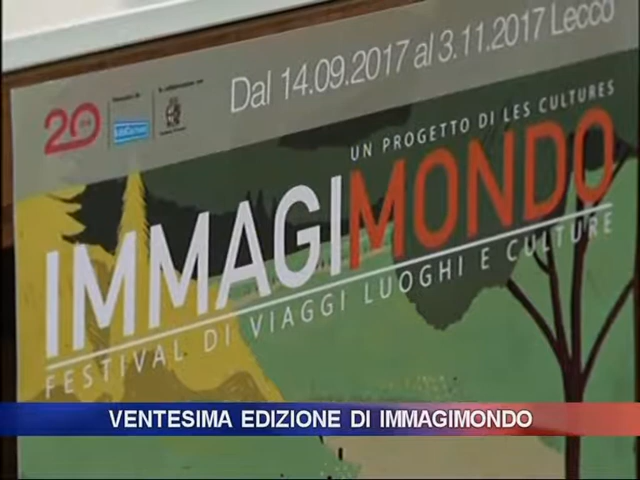 Dal 14.09.2017 al 3.11.2017 Lecco
20
UN PROGETTO DI LES CULTURES
IMMAGIMONDO
FESTIVAL DI VIAGGI LUOGHI E CULTURE
VENTESIMA EDIZIONE DI IMMAGIMONDO